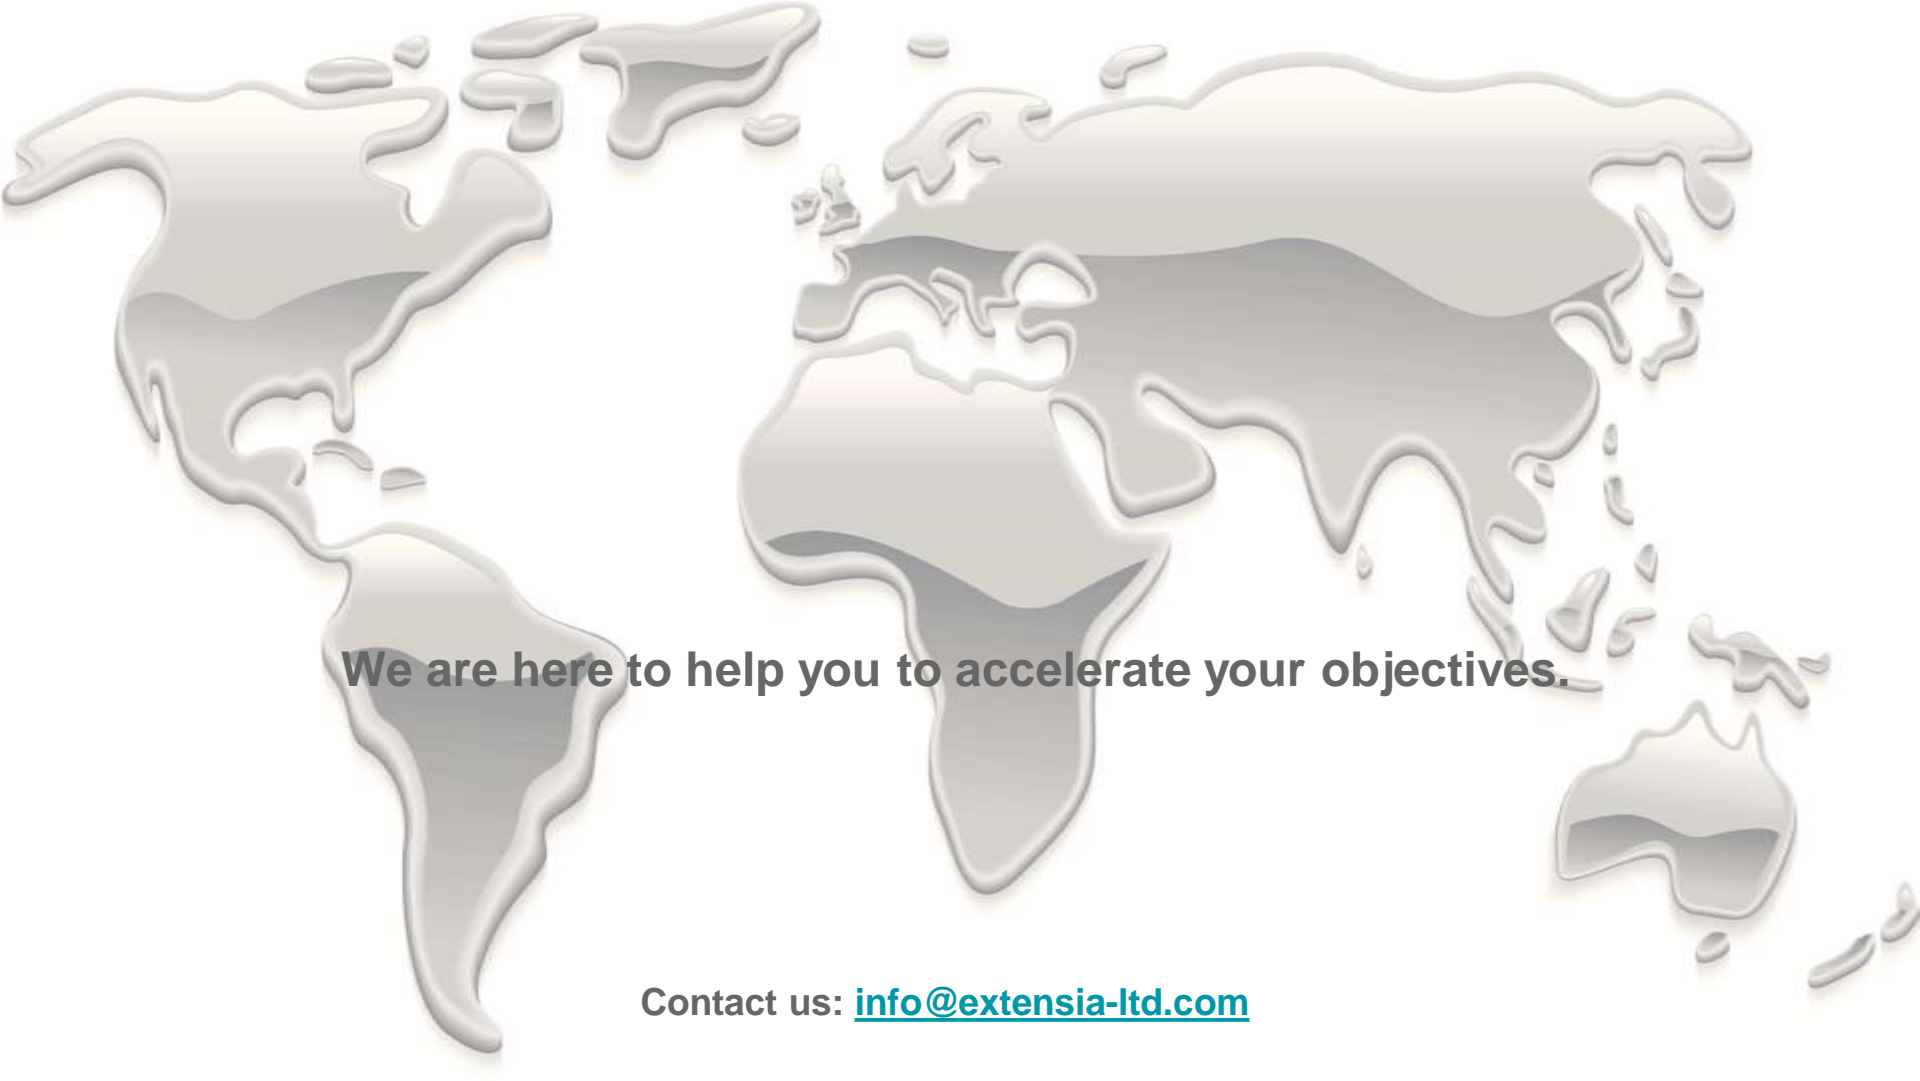 We are here to help you to accelerate your objectives.
Contact us: info@extensia-ltd.com